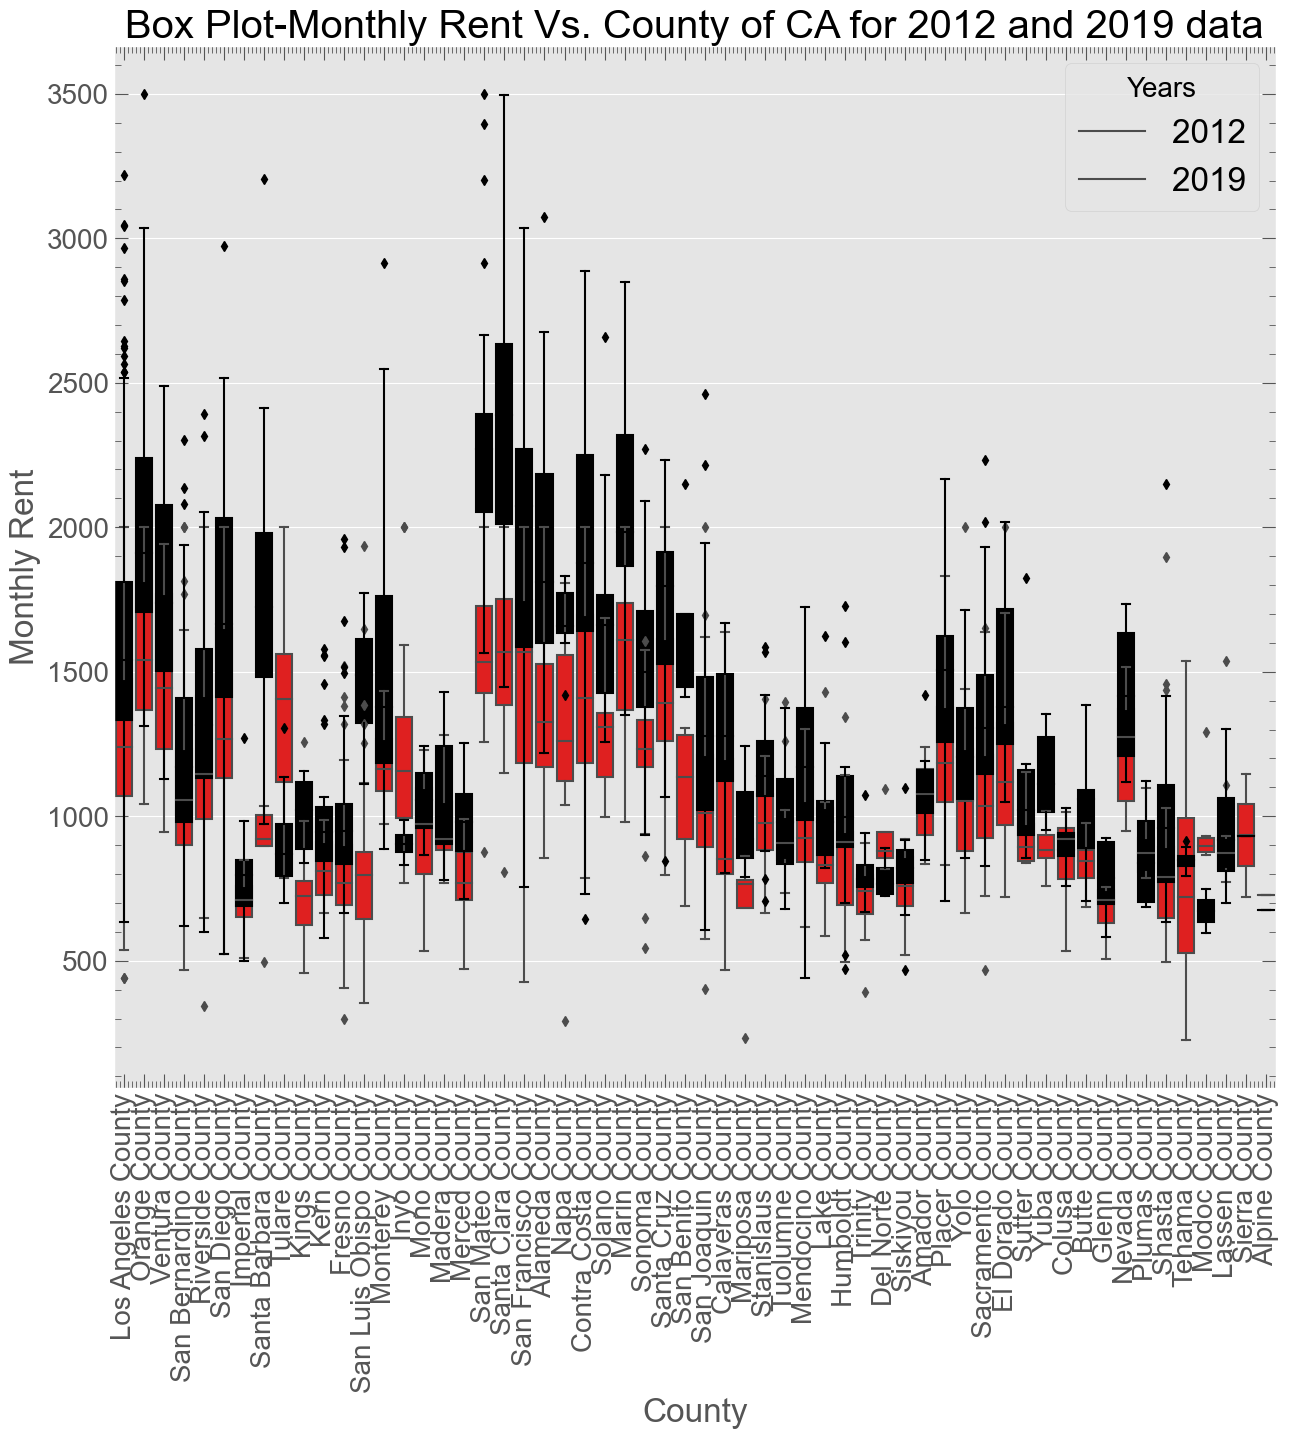 Box Plot-Monthly Rent Vs. County of CA for 2012 and 2019 data
Years
2012
2019
3500
3000
2500
2000
1500
1000
500
Monthly Rent
Los Angeles County
Orange County
Ventura County
San Bernardino County
Riverside County
San Diego County
Imperial County
Santa Barbara County
Tulare County
Kings County
Kern County
Fresno County
San Luis Obispo County
Monterey County
Inyo County
Mono County
Madera County
Merced County
San Mateo County
Santa Clara County
San Francisco County
Alameda County
Napa County
Contra Costa County
Solano County
Marin County
Sonoma County
Santa Cruz County
San Benito County
San Joaquin County
Calaveras County
Mariposa County
Stanislaus County
Tuolumne County
Mendocino County
Lake County
Humboldt County
Trinity County
Del Norte County
Siskiyou County
Amador County
Placer County
Yolo County
Sacramento County
El Dorado County
Sutter County
Yuba County
Colusa County
Butte County
Glenn County
Nevada County
Plumas County
Shasta County
Tehama County
Modoc County
Lassen County
Sierra County
Alpine County
County